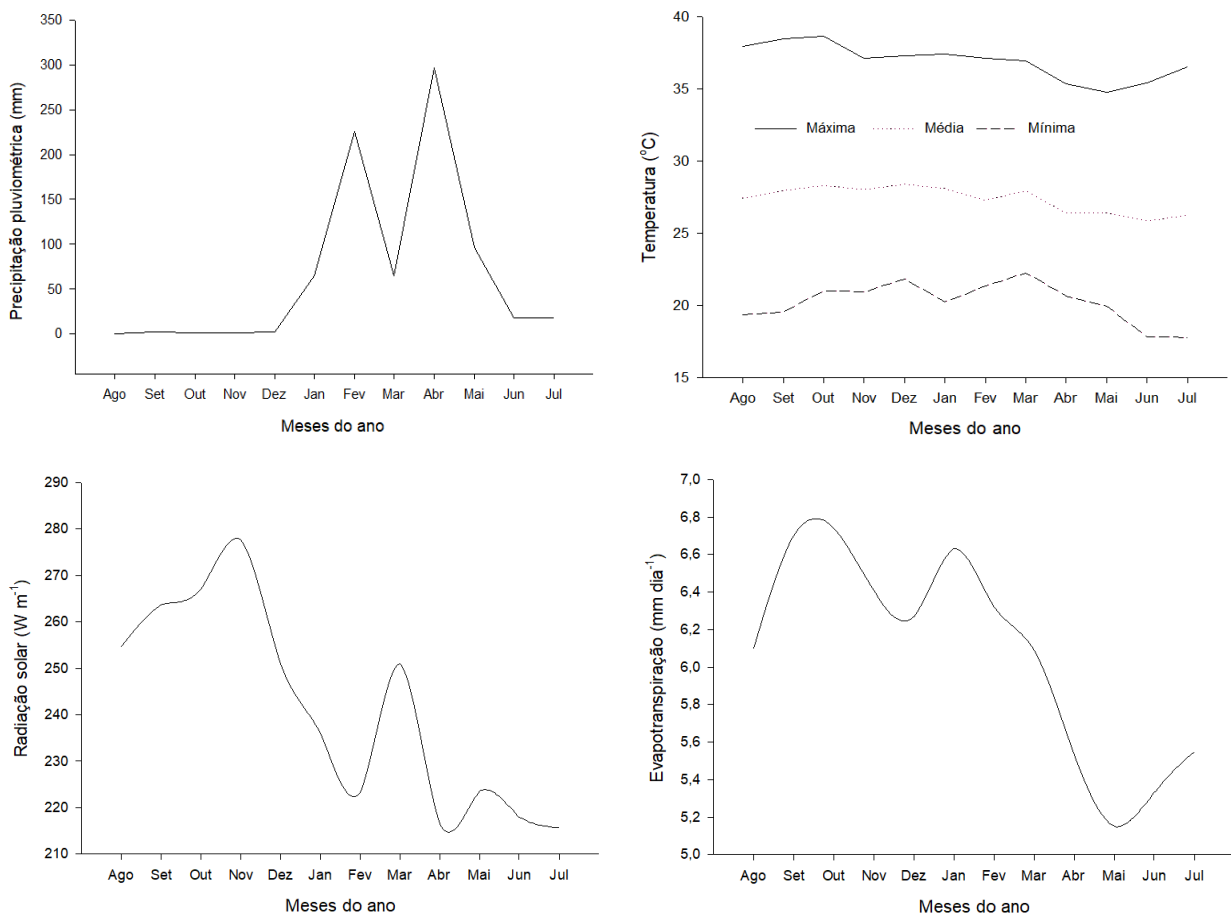 Precipitação pluviométrica (mm)
350
300
250
200
150
100
50
0
Ago Set Out Nov Dez Jan Fev Mar Abr Mai Jun Jul
Meses do ano
Temperatura (°C)
40
35
30
25
20
15
Máxima Média Mínima
Ago Set Out Nov Dez Jan Fev Mar Abr Mai Jun Jul
Meses do ano
Radiação solar (W m⁻¹)
290
280
270
260
250
240
230
220
210
Ago Set Out Nov Dez Jan Fev Mar Abr Mai Jun Jul
Meses do ano
Evapotranspiração (mm dia⁻¹)
7,0
6,8
6,6
6,4
6,2
6,0
5,8
5,6
5,4
5,2
5,0
Ago Set Out Nov Dez Jan Fev Mar Abr Mai Jun Jul
Meses do ano